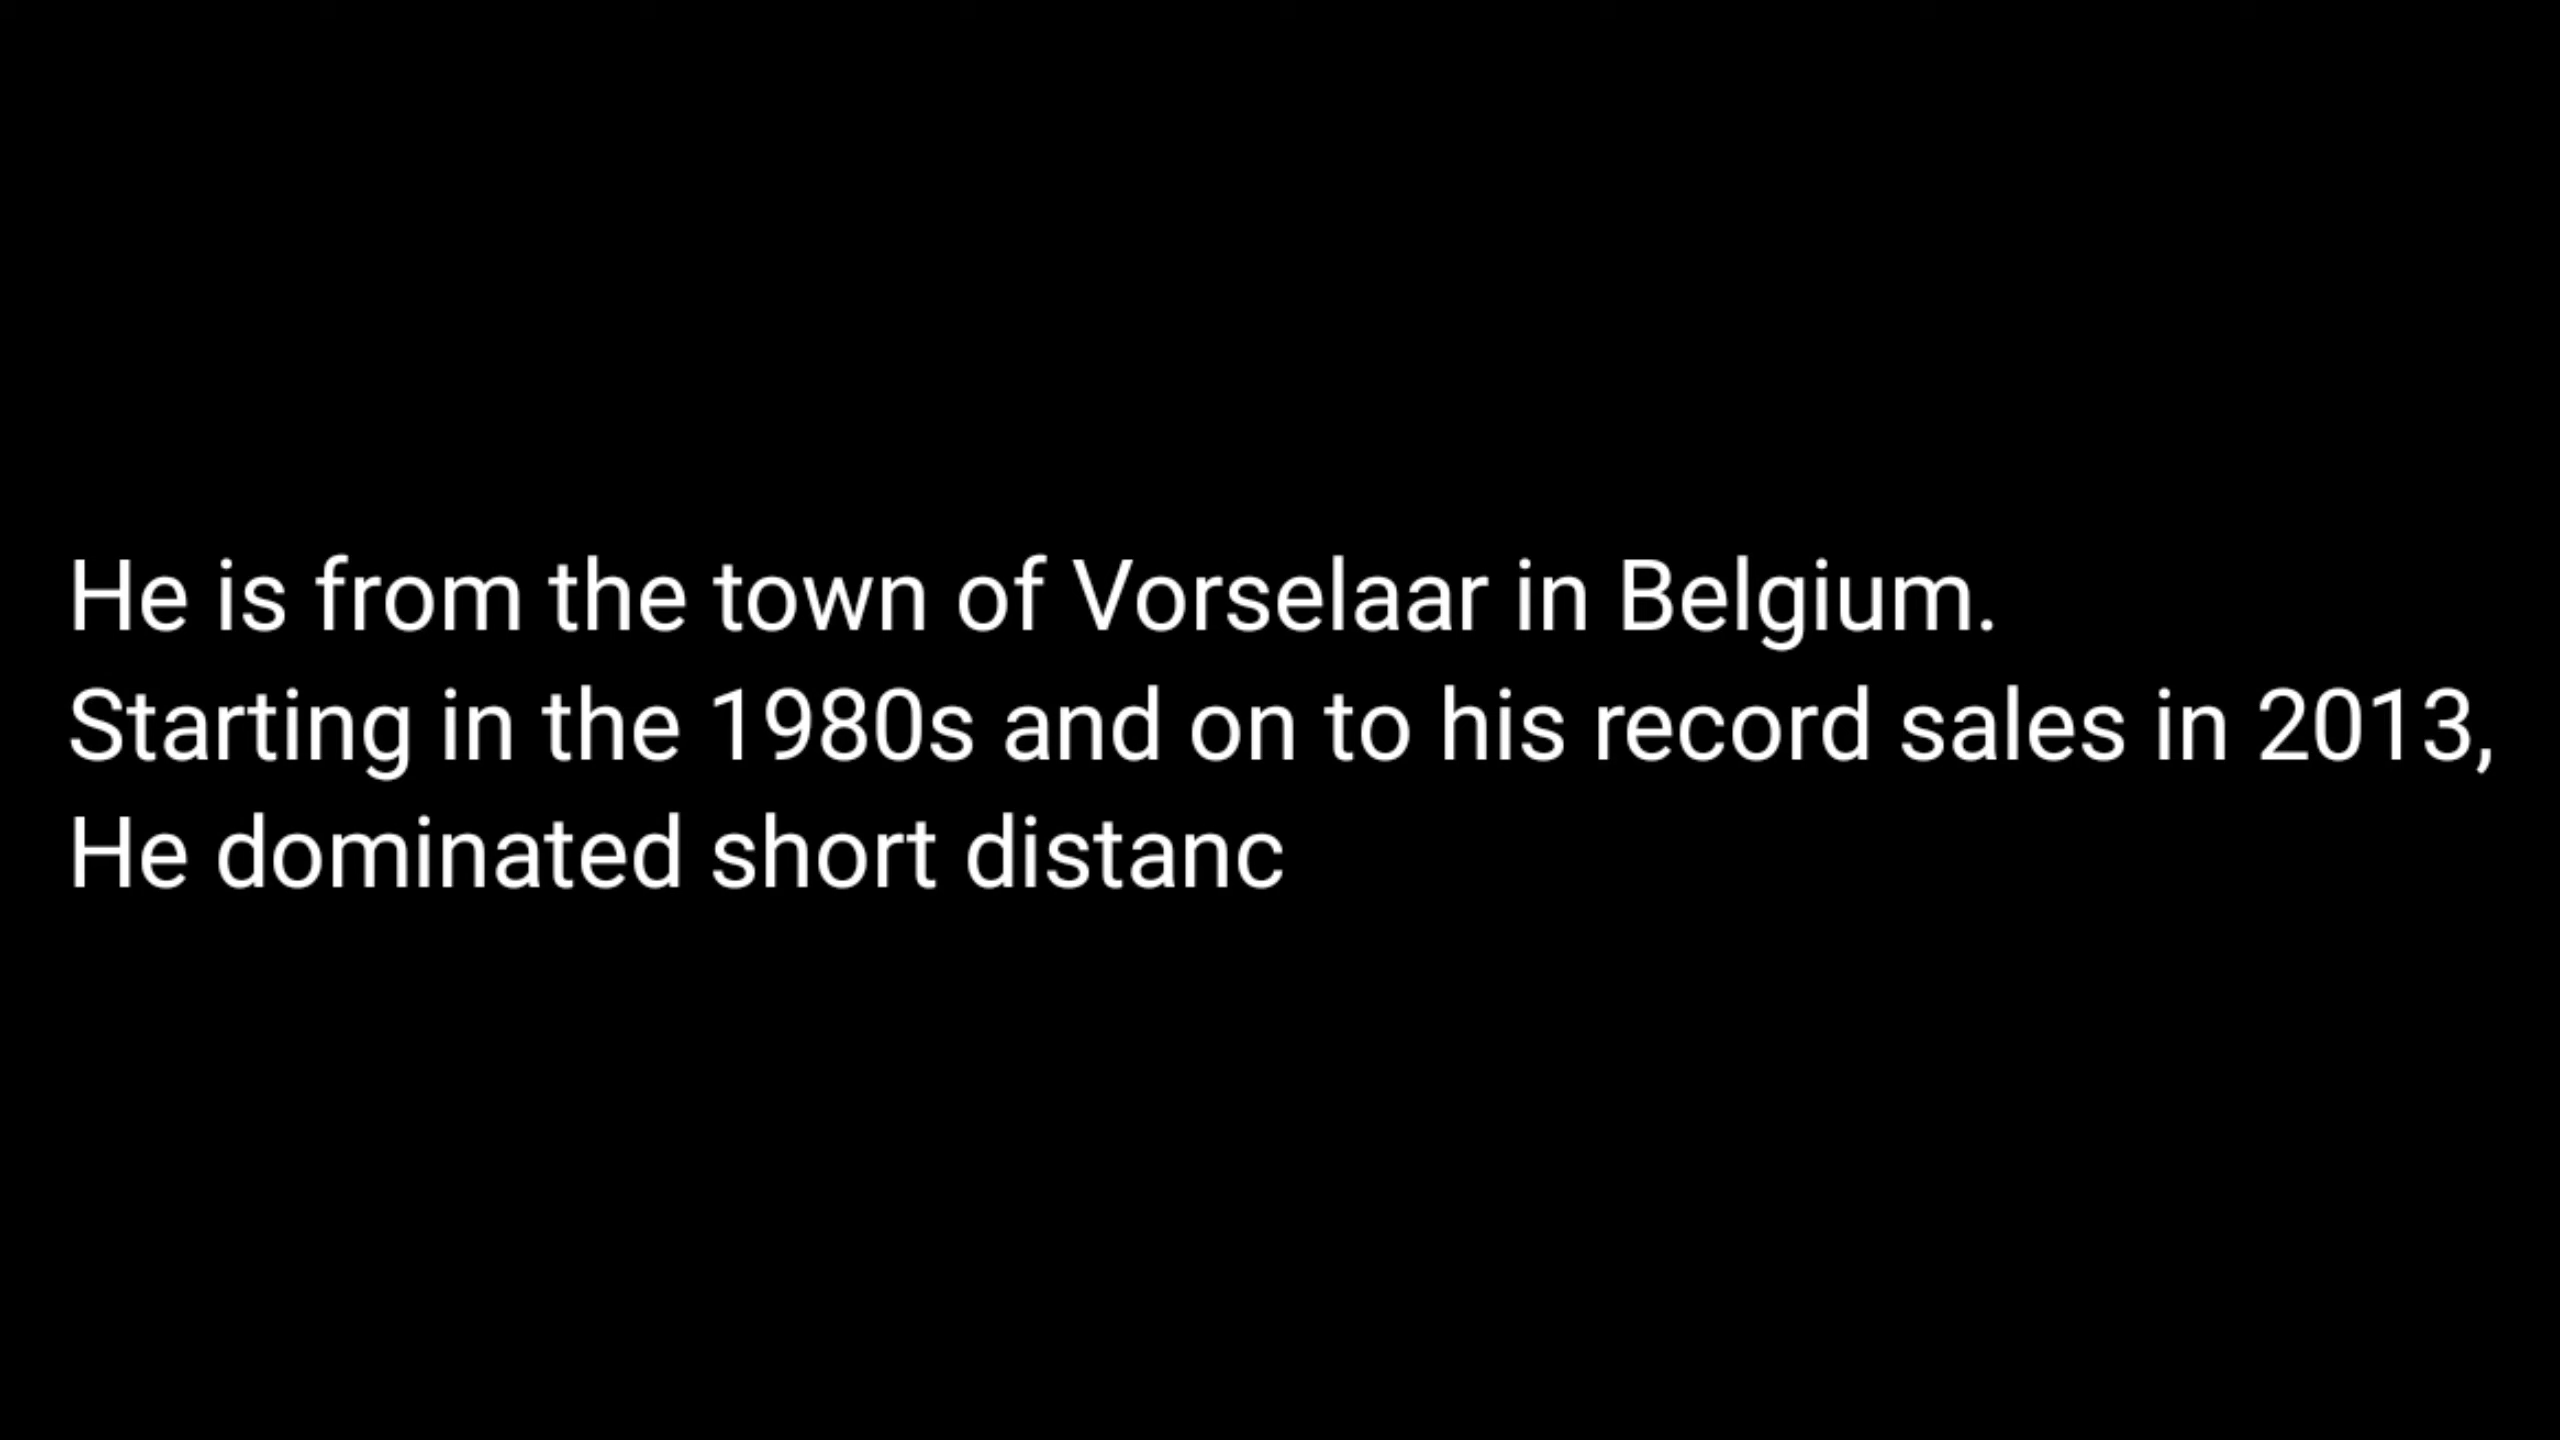 He is from the town of Vorselaar in Belgium.
Starting in the 1980s and on to his record sales in 2013,
He dominated short distanc